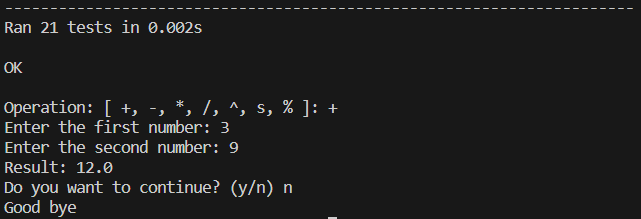 ----------------------------------------------------------------------
Ran 21 tests in 0.002s
OK
Operation: [ +, -, *, /, ^, s, % ]: +
Enter the first number: 3
Enter the second number: 9
Result: 12.0
Do you want to continue? (y/n) n
Good bye